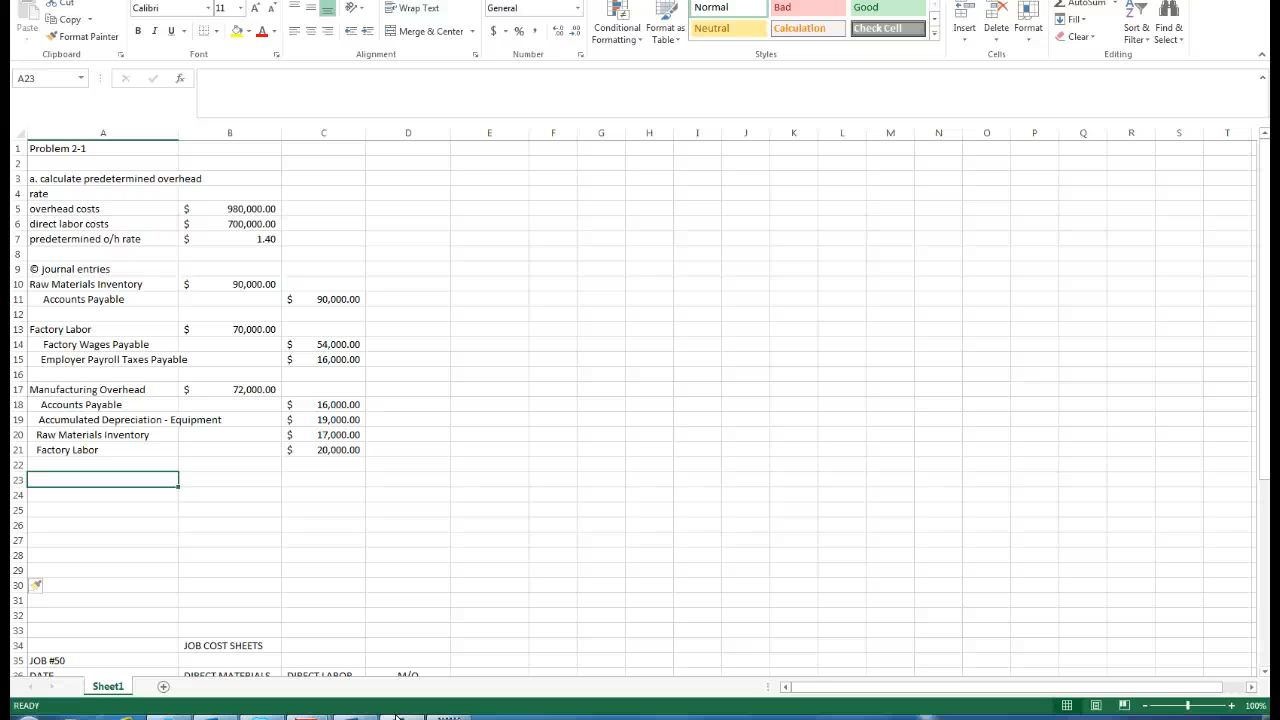 Cut
Calibri 11
Wrap Text
General
Normal Bad Good
AutoSum
Paste
Copy
Format Painter
B I U
Merge & Center
$ % ,
Conditional Formatting
Format as Table
Neutral Calculation Check Cell
Insert Delete Format
Fill
Clear
Sort & Filter
Find & Select
Clipboard Font Alignment Number Styles Cells Editing
A23 fx
A B C D E F G H I J K L M N O P Q R S T
1 Problem 2-1
2
3 a. calculate predetermined overhead
4 rate
5 overhead costs $ 980,000.00
6 direct labor costs $ 700,000.00
7 predetermined o/h rate $ 1.40
8
9 © journal entries
10 Raw Materials Inventory $ 90,000.00
11 Accounts Payable $ 90,000.00
12
13 Factory Labor $ 70,000.00
14 Factory Wages Payable $ 54,000.00
15 Employer Payroll Taxes Payable $ 16,000.00
16
17 Manufacturing Overhead $ 72,000.00
18 Accounts Payable $ 16,000.00
19 Accumulated Depreciation - Equipment $ 19,000.00
20 Raw Materials Inventory $ 17,000.00
21 Factory Labor $ 20,000.00
22
23
24
25
26
27
28
29
30
31
32
33
34 JOB COST SHEETS
35 JOB #50
36 DATE DIRECT MATERIALS DIRECT LABOR M/O
Sheet1
READY 100%